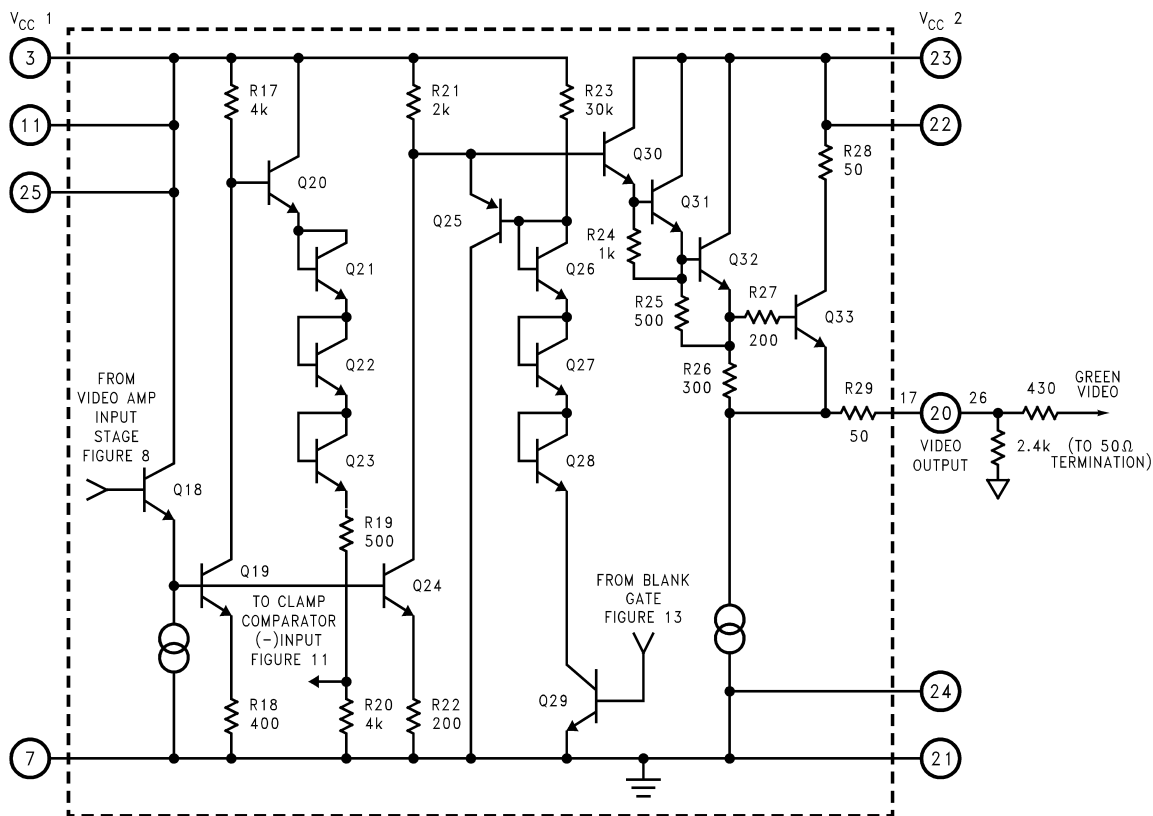 VCC 1
VCC 2
3
23
11
22
25
R17
4k
R21
2k
R23
30k
R28
50
Q20
Q30
Q25
Q31
R24
1k
Q21
Q26
Q32
R25
500
R27
200
Q33
Q22
Q27
R26
300
FROM
VIDEO AMP
INPUT
STAGE
FIGURE 8
R29
50
17
20
26
VIDEO
OUTPUT
430
GREEN
VIDEO
2.4k
(TO 50Ω
TERMINATION)
Q23
Q28
Q18
R19
500
Q19
Q24
TO CLAMP
COMPARATOR
(−)INPUT
FIGURE 11
FROM BLANK
GATE
FIGURE 13
Q29
R18
400
R20
4k
R22
200
24
7
21